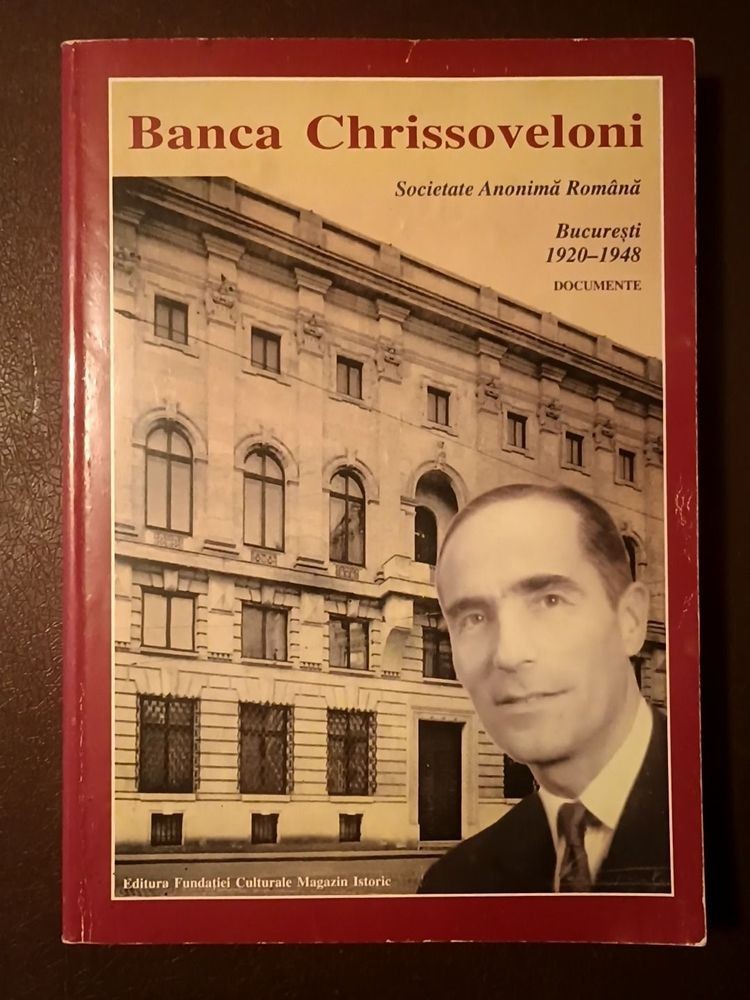 Banca Chrissoveloni
Societate Anonimă Română
București
1920–1948
DOCUMENTE
Editura Fundației Culturale Magazin Istoric